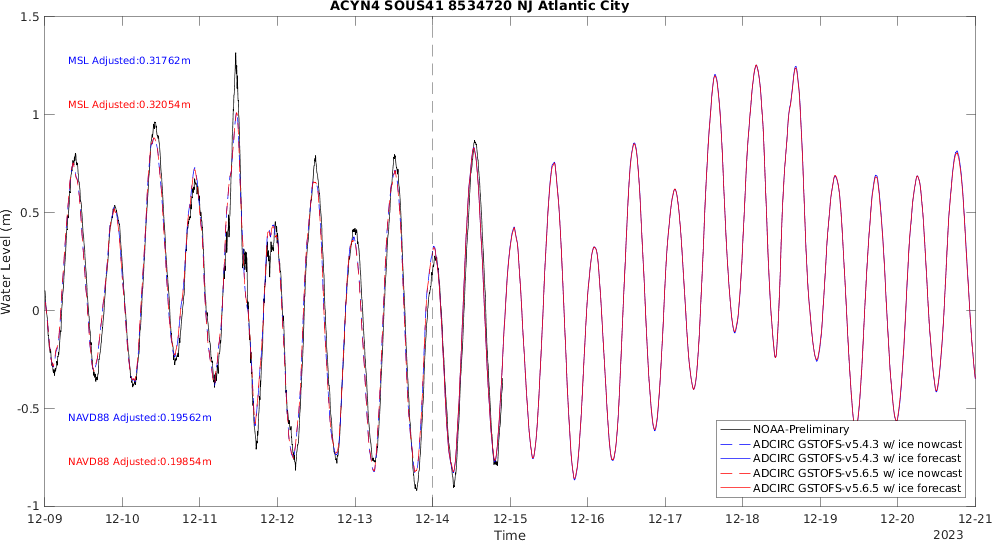 ACYN4 SOUS41 8534720 NJ Atlantic City
1.5
MSL Adjusted:0.31762m
MSL Adjusted:0.32054m
1
0.5
Water Level (m)
0
-0.5
NAVD88 Adjusted:0.19562m
NAVD88 Adjusted:0.19854m
-1
NOAA-Preliminary
ADCIRC GSTOFS-v5.4.3 w/ ice nowcast
ADCIRC GSTOFS-v5.4.3 w/ ice forecast
ADCIRC GSTOFS-v5.6.5 w/ ice nowcast
ADCIRC GSTOFS-v5.6.5 w/ ice forecast
12-09 12-10 12-11 12-12 12-13 12-14 12-15 12-16 12-17 12-18 12-19 12-20 12-21
Time
2023